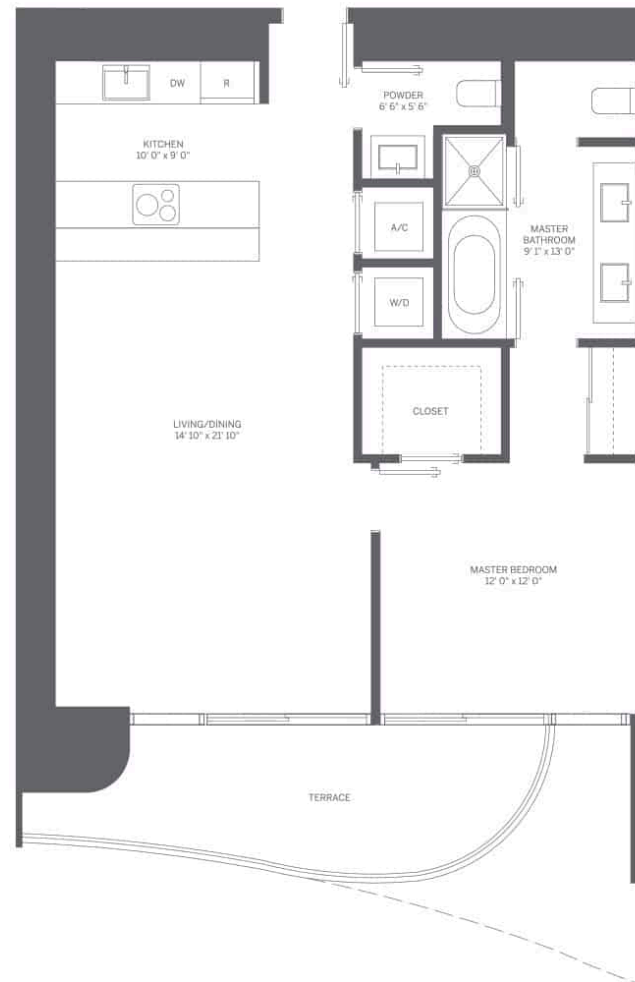 DW
R
POWDER
6' 6" x 5' 6"
KITCHEN
10' 0" x 9' 0"
A/C
MASTER
BATHROOM
9' 1" x 13' 0"
W/D
CLOSET
LIVING/DINING
14' 10" x 21' 10"
MASTER BEDROOM
12' 0" x 12' 0"
TERRACE